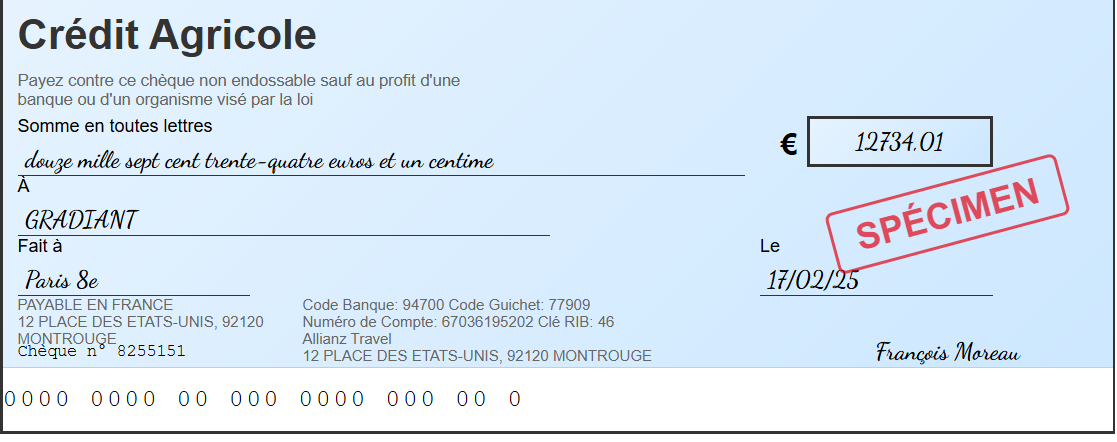 Crédit Agricole
Payez contre ce chèque non endossable sauf au profit d'une
banque ou d'un organisme visé par la loi
Somme en toutes lettres
douze mille sept cent trente-quatre euros et un centime
€ 12734.01
À
GRADIANT
SPÉCIMEN
Fait à
Paris 8e
Le
17/02/25
PAYABLE EN FRANCE
12 PLACE DES ETATS-UNIS, 92120
MONTROUGE
Chèque n° 8255151
Code Banque: 94700 Code Guichet: 77909
Numéro de Compte: 67036195202 Clé RIB: 46
Allianz Travel
12 PLACE DES ETATS-UNIS, 92120 MONTROUGE
François Moreau
0000 0000 00 000 0000 000 00 0